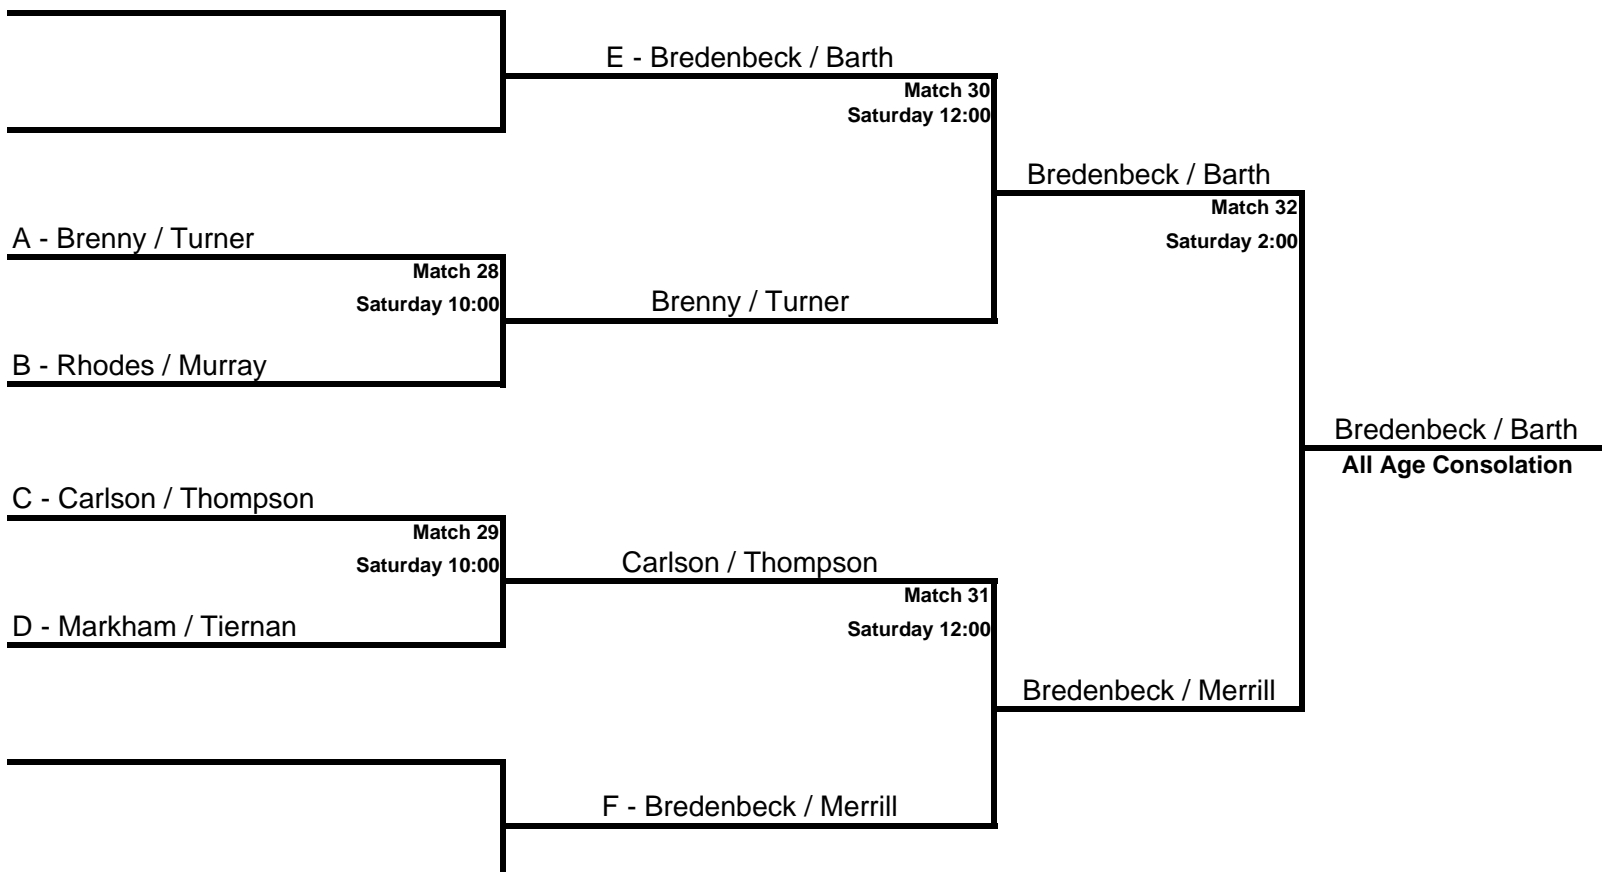 E - Bredenbeck / Barth
Match 30
Saturday 12:00
Bredenbeck / Barth
Match 32
Saturday 2:00
A - Brenny / Turner
Match 28
Saturday 10:00
Brenny / Turner
B - Rhodes / Murray
Bredenbeck / Barth
All Age Consolation
C - Carlson / Thompson
Match 29
Saturday 10:00
Carlson / Thompson
Match 31
Saturday 12:00
D - Markham / Tiernan
Bredenbeck / Merrill
F - Bredenbeck / Merrill